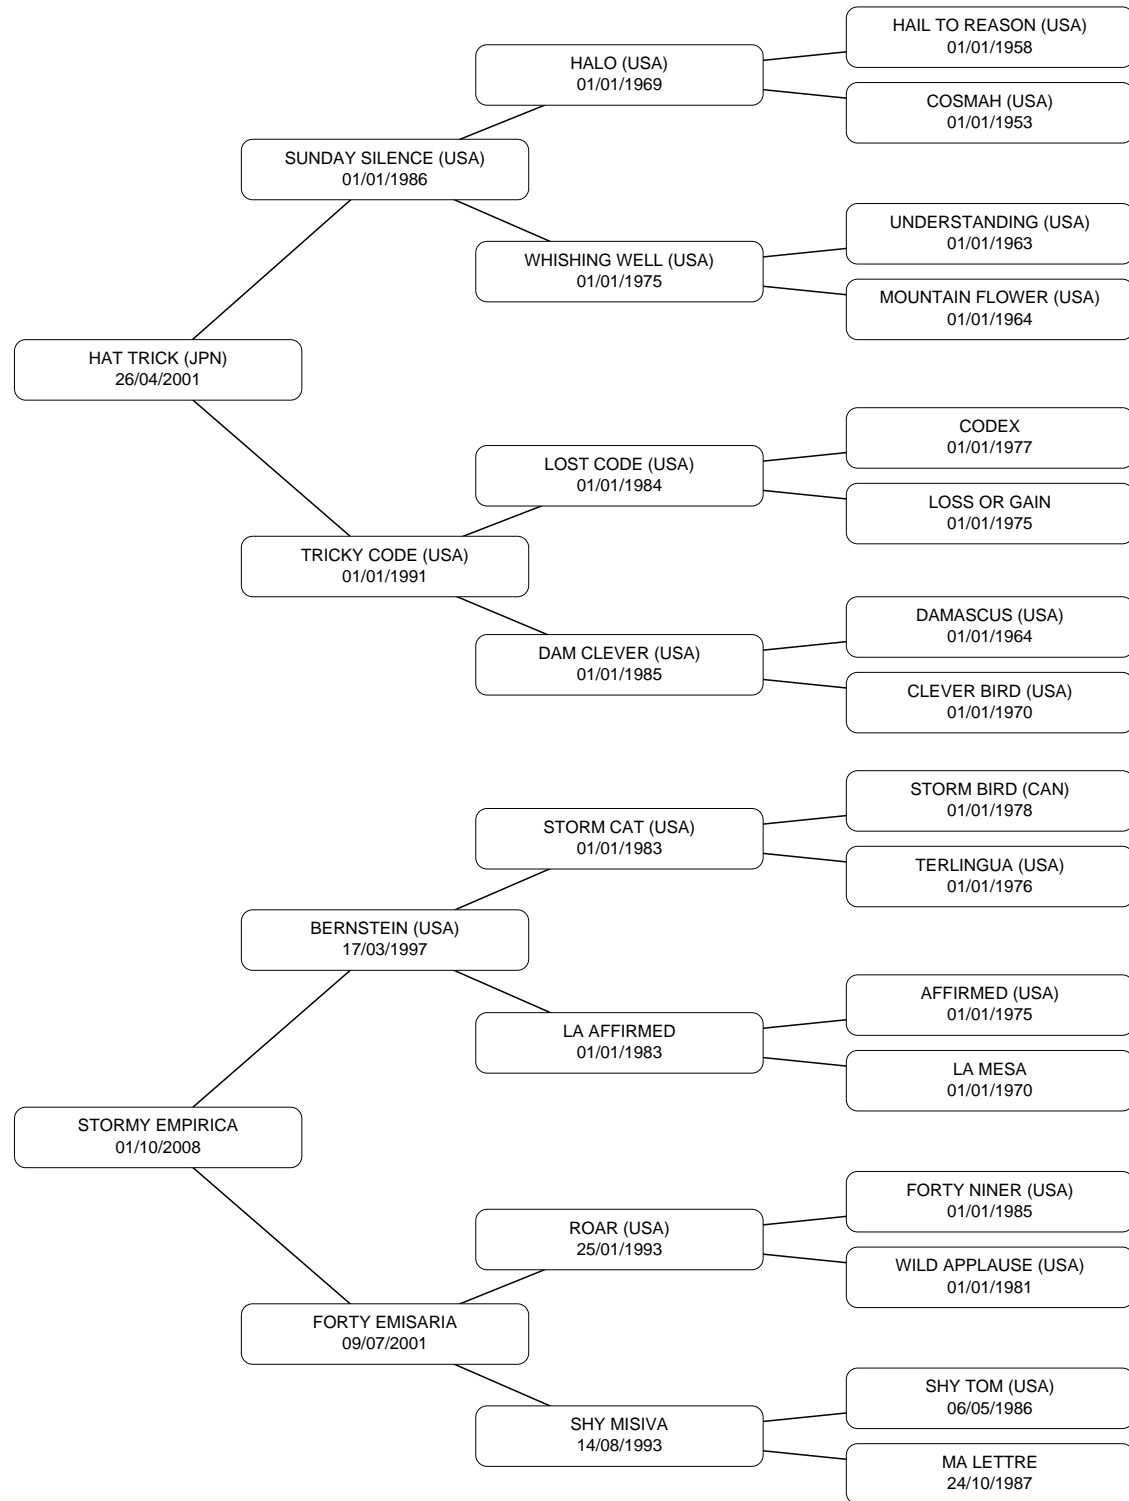 HAIL TO REASON (USA)
01/01/1958
HALO (USA)
01/01/1969
COSMAH (USA)
01/01/1953
SUNDAY SILENCE (USA)
01/01/1986
UNDERSTANDING (USA)
01/01/1963
WHISHING WELL (USA)
01/01/1975
MOUNTAIN FLOWER (USA)
01/01/1964
HAT TRICK (JPN)
26/04/2001
CODEX
01/01/1977
LOST CODE (USA)
01/01/1984
LOSS OR GAIN
01/01/1975
TRICKY CODE (USA)
01/01/1991
DAMASCUS (USA)
01/01/1964
DAM CLEVER (USA)
01/01/1985
CLEVER BIRD (USA)
01/01/1970
STORM BIRD (CAN)
01/01/1978
STORM CAT (USA)
01/01/1983
TERLINGUA (USA)
01/01/1976
BERNSTEIN (USA)
17/03/1997
AFFIRMED (USA)
01/01/1975
LA AFFIRMED
01/01/1983
LA MESA
01/01/1970
STORMY EMPIRICA
01/10/2008
FORTY NINER (USA)
01/01/1985
ROAR (USA)
25/01/1993
WILD APPLAUSE (USA)
01/01/1981
FORTY EMISARIA
09/07/2001
SHY TOM (USA)
06/05/1986
SHY MISIVA
14/08/1993
MA LETTRE
24/10/1987